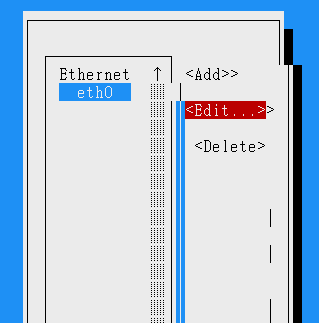 Ethernet ↑ <Add>>
eth0
<Edit...>>
<Delete>